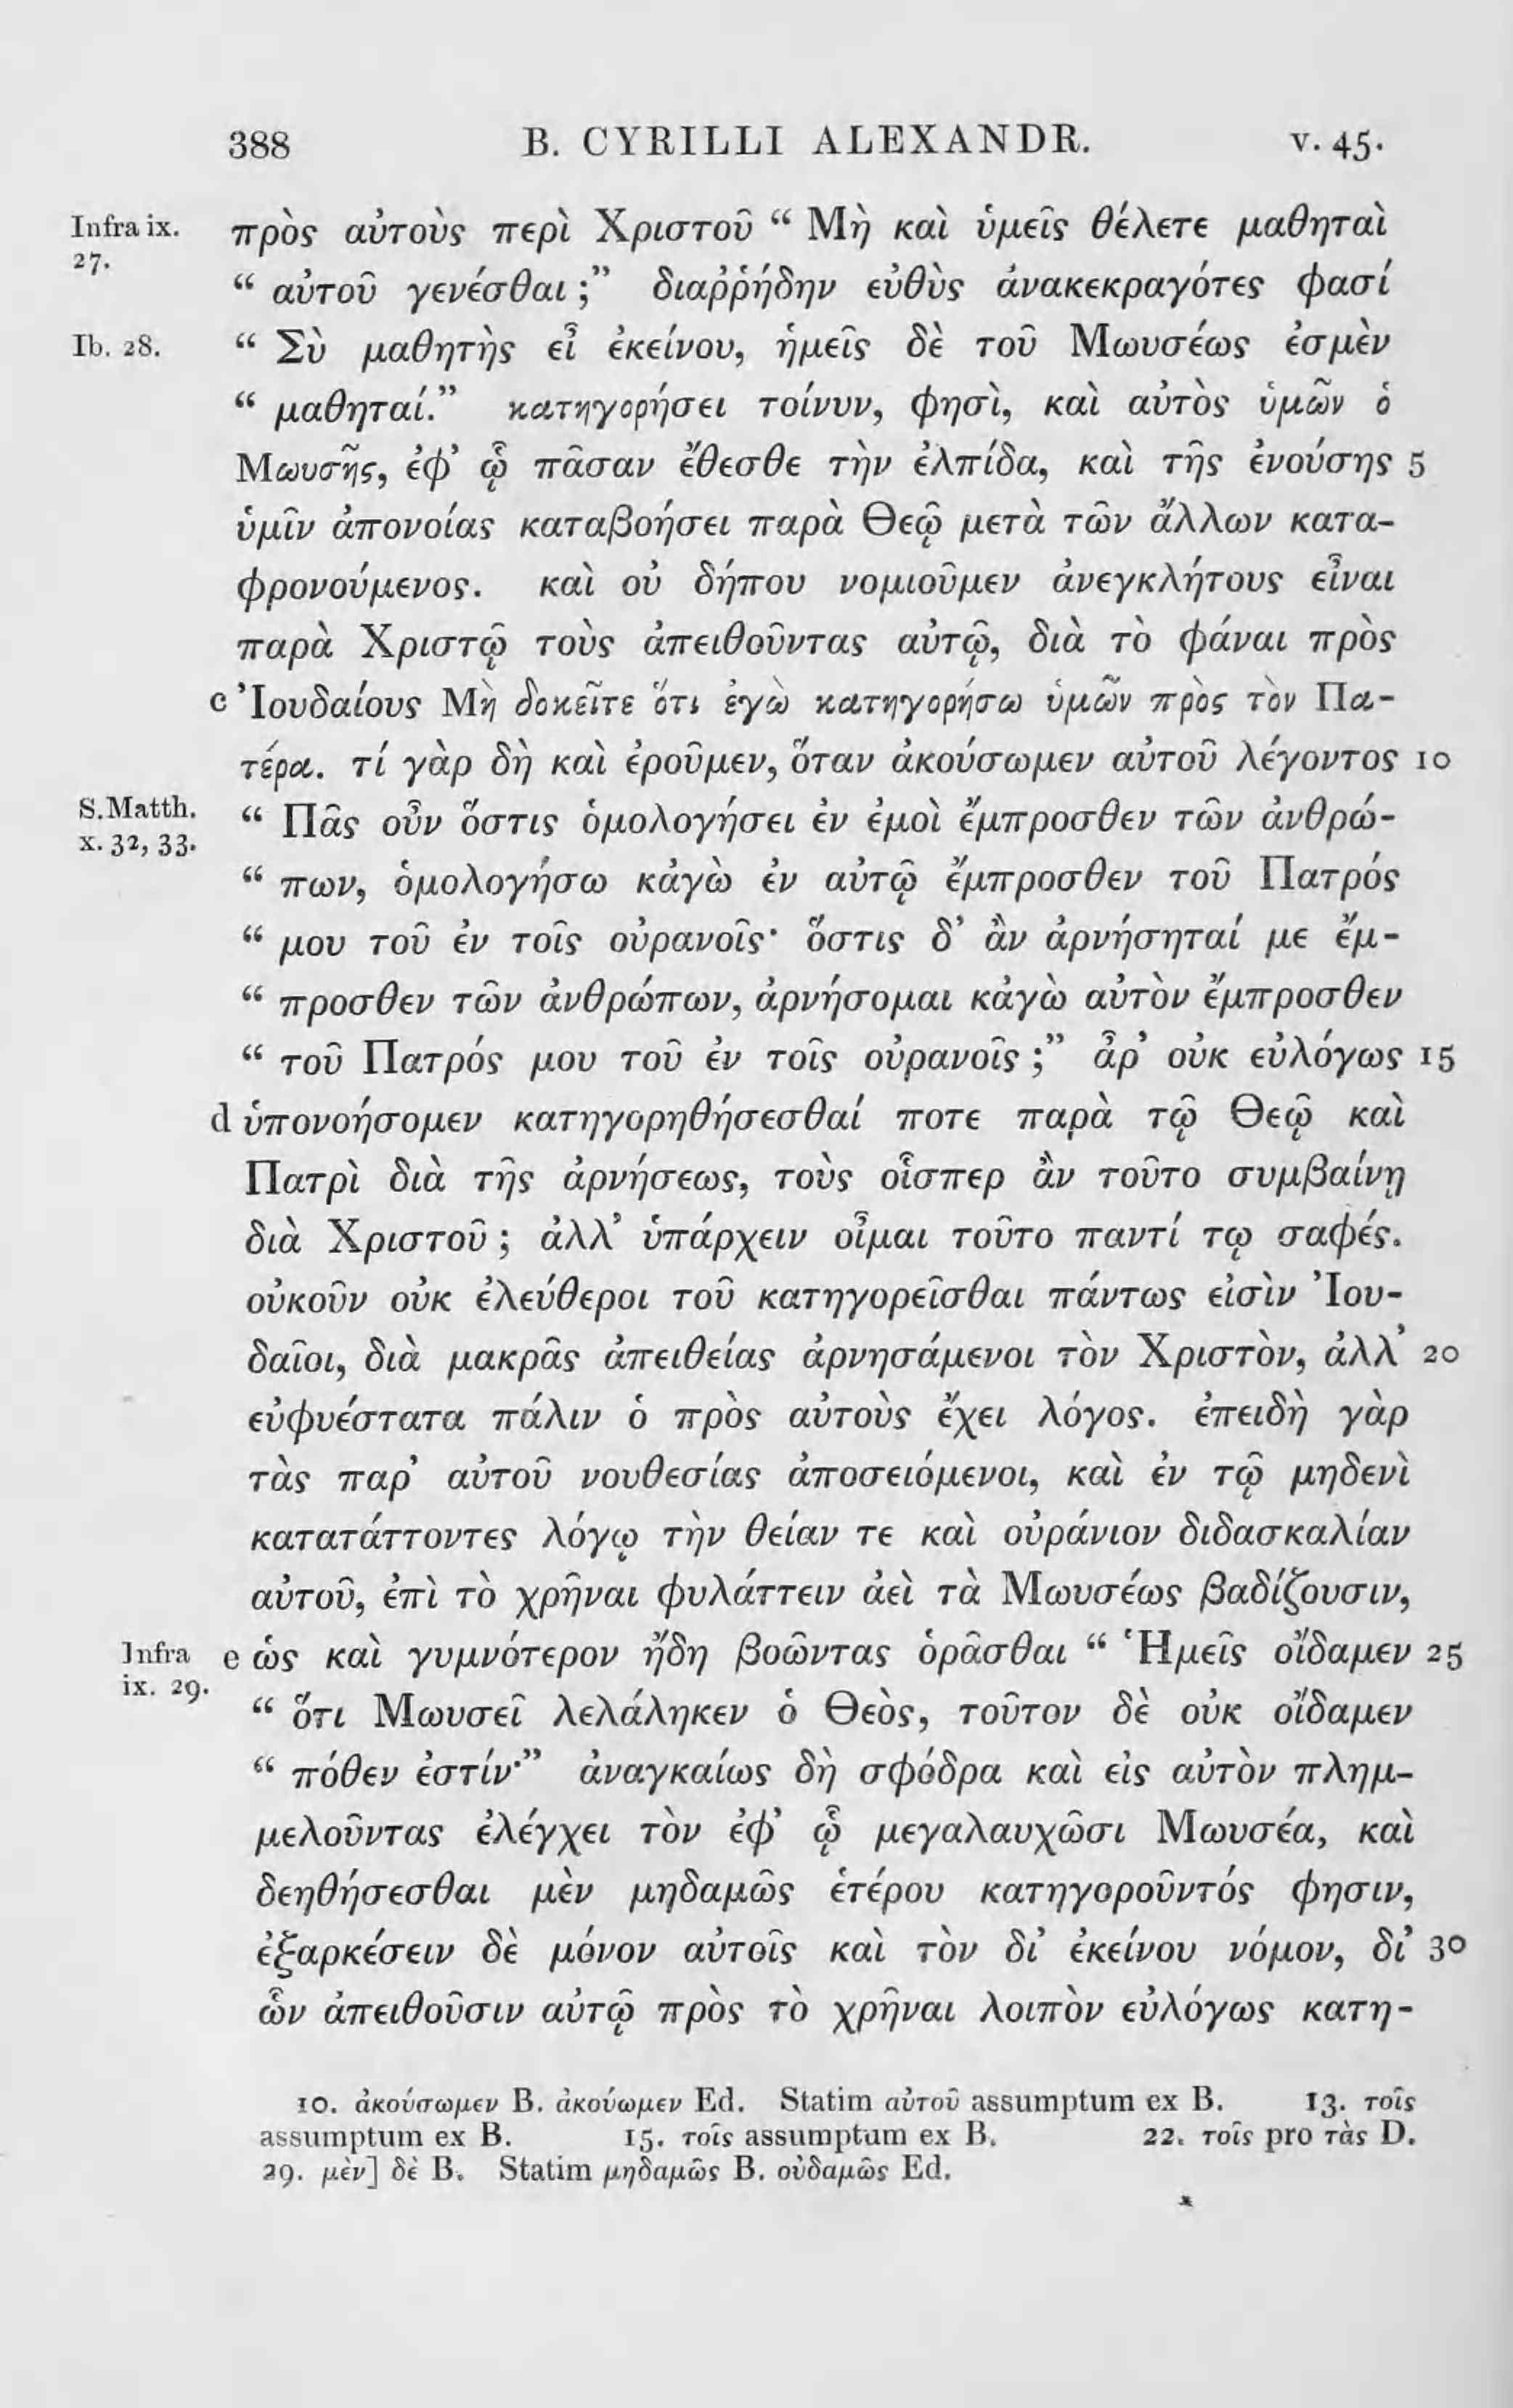 388 B. CYRILLI ALEXANDR. v. 45.
Infra ix. πρὸς αὐτοὺς περὶ Χριστοῦ “ Μὴ καὶ ὑμεῖς θέλετε μαθηταὶ
27. “ αὐτοῦ γενέσθαι ;” διαῤῥήδην εὐθὺς ἀνακεκραγότες φασί
Ib. 28. “ Σὺ μαθητὴς εἶ ἐκείνου, ἡμεῖς δὲ τοῦ Μωυσέως ἐσμὲν
“ μαθηταί.” κατηγορήσει τοίνυν, φησὶ, καὶ αὐτὸς ὑμῶν ὁ
Μωυσῆς, ἐφ’ ᾧ πᾶσαν ἔθεσθε τὴν ἐλπίδα, καὶ τῆς ἐνούσης 5
ὑμῖν ἀπονοίας καταβοήσει παρὰ Θεῷ μετὰ τῶν ἄλλων κατα-
φρονούμενος. καὶ οὐ δήπου νομιοῦμεν ἀνεγκλήτους εἶναι
παρὰ Χριστῷ τοὺς ἀπειθοῦντας αὐτῷ, διὰ τὸ φάναι πρὸς
c Ἰουδαίους Μὴ δοκεῖτε ὅτι ἐγὼ κατηγορήσω ὑμῶν πρὸς τὸν Πα-
τέρα. τί γὰρ δὴ καὶ ἐροῦμεν, ὅταν ἀκούσωμεν αὐτοῦ λέγοντος 10
S. Matth. “ Πᾶς οὖν ὅστις ὁμολογήσει ἐν ἐμοὶ ἔμπροσθεν τῶν ἀνθρώ-
x. 32, 33. “ πων, ὁμολογήσω κἀγὼ ἐν αὐτῷ ἔμπροσθεν τοῦ Πατρός
“ μου τοῦ ἐν τοῖς οὐρανοῖς· ὅστις δ’ ἂν ἀρνήσηταί με ἔμ-
“ προσθεν τῶν ἀνθρώπων, ἀρνήσομαι κἀγὼ αὐτὸν ἔμπροσθεν
“ τοῦ Πατρός μου τοῦ ἐν τοῖς οὐρανοῖς ;” ἆρ’ οὐκ εὐλόγως 15
d ὑπονοήσομεν κατηγορηθήσεσθαί ποτε παρὰ τῷ Θεῷ καὶ
Πατρὶ διὰ τῆς ἀρνήσεως, τοὺς οἷσπερ ἂν τοῦτο συμβαίνῃ
διὰ Χριστοῦ ; ἀλλ’ ὑπάρχειν οἶμαι τοῦτο παντί τῳ σαφές.
οὐκοῦν οὐκ ἐλεύθεροι τοῦ κατηγορεῖσθαι πάντως εἰσὶν Ἰου-
δαῖοι, διὰ μακρᾶς ἀπειθείας ἀρνησάμενοι τὸν Χριστὸν, ἀλλ’ 20
εὐφυέστατα πάλιν ὁ πρὸς αὐτοὺς ἔχει λόγος. ἐπειδὴ γὰρ
τὰς παρ’ αὐτοῦ νουθεσίας ἀποσειόμενοι, καὶ ἐν τῷ μηδενὶ
κατατάττοντες λόγῳ τὴν θείαν τε καὶ οὐράνιον διδασκαλίαν
αὐτοῦ, ἐπὶ τὸ χρῆναι φυλάττειν ἀεὶ τὰ Μωυσέως βαδίζουσιν,
Infra e ὡς καὶ γυμνότερον ἤδη βοῶντας ὁρᾶσθαι “ Ἡμεῖς οἴδαμεν 25
ix. 29. “ ὅτι Μωυσεῖ λελάληκεν ὁ Θεὸς, τοῦτον δὲ οὐκ οἴδαμεν
“ πόθεν ἐστίν·” ἀναγκαίως δὴ σφόδρα καὶ εἰς αὐτὸν πλημ-
μελοῦντας ἐλέγχει τὸν ἐφ’ ᾧ μεγαλαυχῶσι Μωυσέα, καὶ
δεηθήσεσθαι μὲν μηδαμῶς ἑτέρου κατηγοροῦντός φησιν,
ἐξαρκέσειν δὲ μόνον αὐτοῖς καὶ τὸν δι’ ἐκείνου νόμον, δι’ 30
ὧν ἀπειθοῦσιν αὐτῷ πρὸς τὸ χρῆναι λοιπὸν εὐλόγως κατη-
10. ἀκούσωμεν B. ἀκούωμεν Ed. Statim αὐτοῦ assumptum ex B. 13. τοῖς
assumptum ex B. 15. τοῖς assumptum ex B. 22. τοῖς pro τὰς D.
29. μὲν] δὲ B. Statim μηδαμῶς B. οὐδαμῶς Ed.